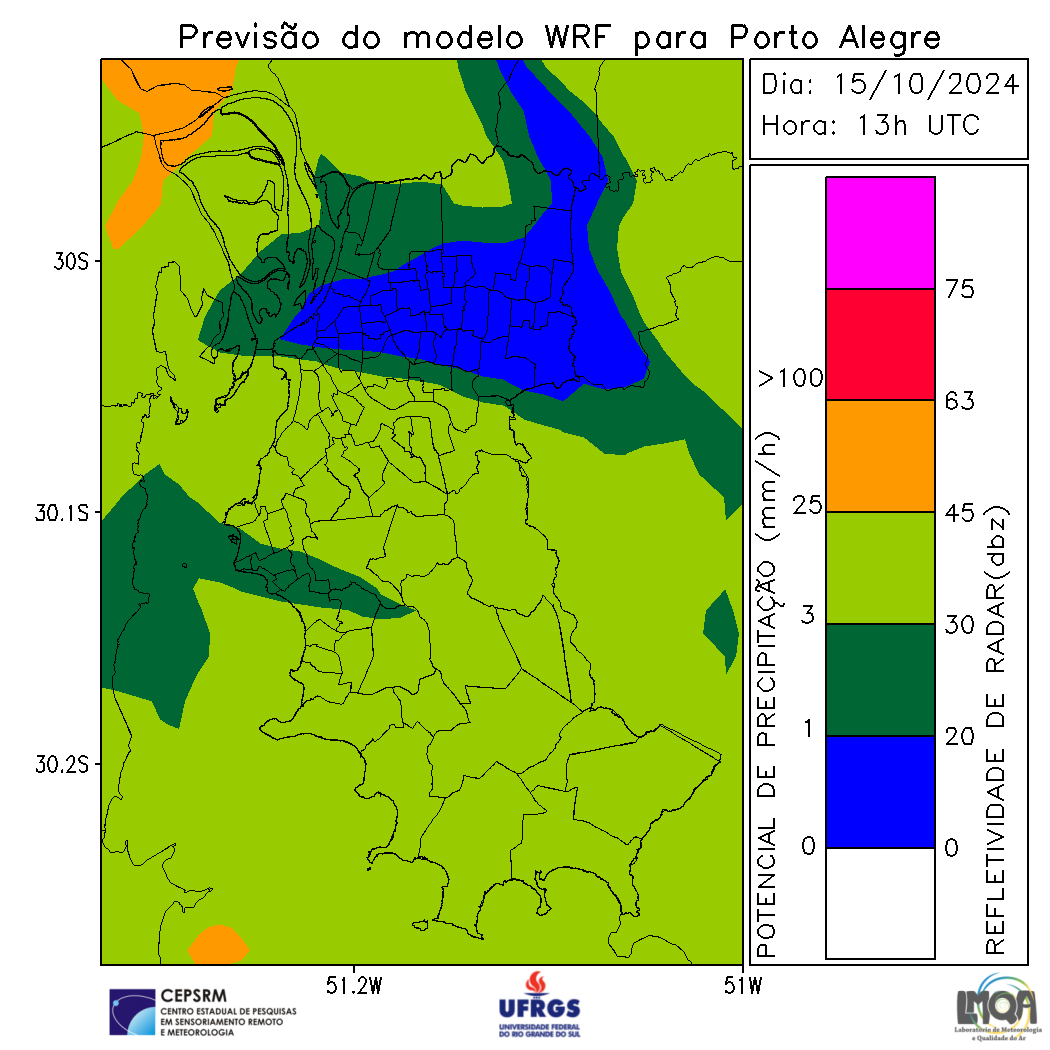 Previsão do modelo WRF para Porto Alegre
Dia: 15/10/2024
Hora: 13h UTC
30S
30.1S
30.2S
51.2W
51W
POTENCIAL DE PRECIPITAÇÃO (mm/h)
>100
25
3
1
0
75
63
45
30
20
0
REFLETIVIDADE DE RADAR(dbz)
CEPSRM
CENTRO ESTADUAL DE PESQUISAS
EM SENSORIAMENTO REMOTO
E METEOROLOGIA
UFRGS
UNIVERSIDADE FEDERAL
DO RIO GRANDE DO SUL
LMQA
Laboratório de Meteorologia
e Qualidade do Ar